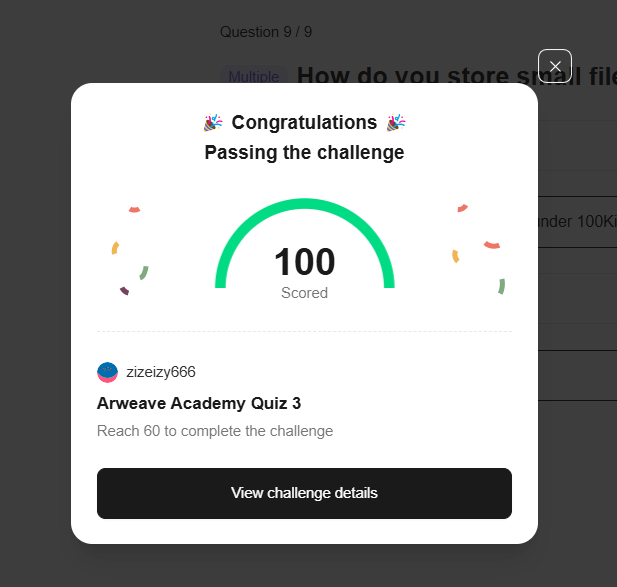 Question 9 / 9
Multiple How do you store small file
Congratulations
Passing the challenge
under 100Ki
100
Scored
zizeizy666
Arweave Academy Quiz 3
Reach 60 to complete the challenge
View challenge details